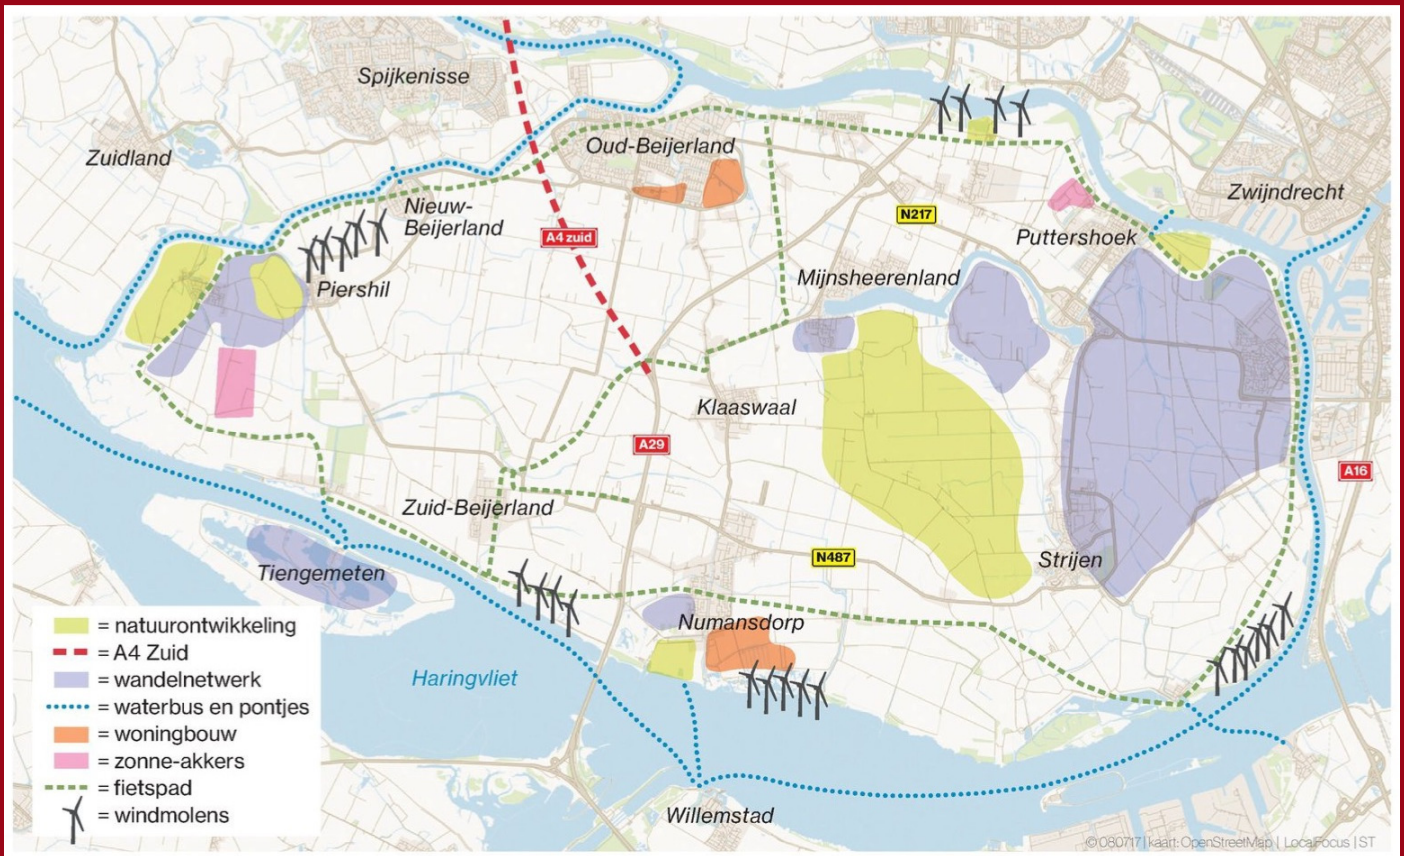 Spijkenisse
Zuidland
Oud-Beijerland
Zwijndrecht
Nieuw-
Beijerland
N217
A4 zuid
Puttershoek
Mijnsheerenland
Piershil
Klaaswaal
A29
A16
Zuid-Beijerland
N487
Strijen
Tiengemeten
Numansdorp
Haringvliet
Willemstad
= natuurontwikkeling
= A4 Zuid
= wandelnetwerk
= waterbus en pontjes
= woningbouw
= zonne-akkers
= fietspad
= windmolens
© 080717 | kaart: OpenStreetMap | LocalFocus | ST